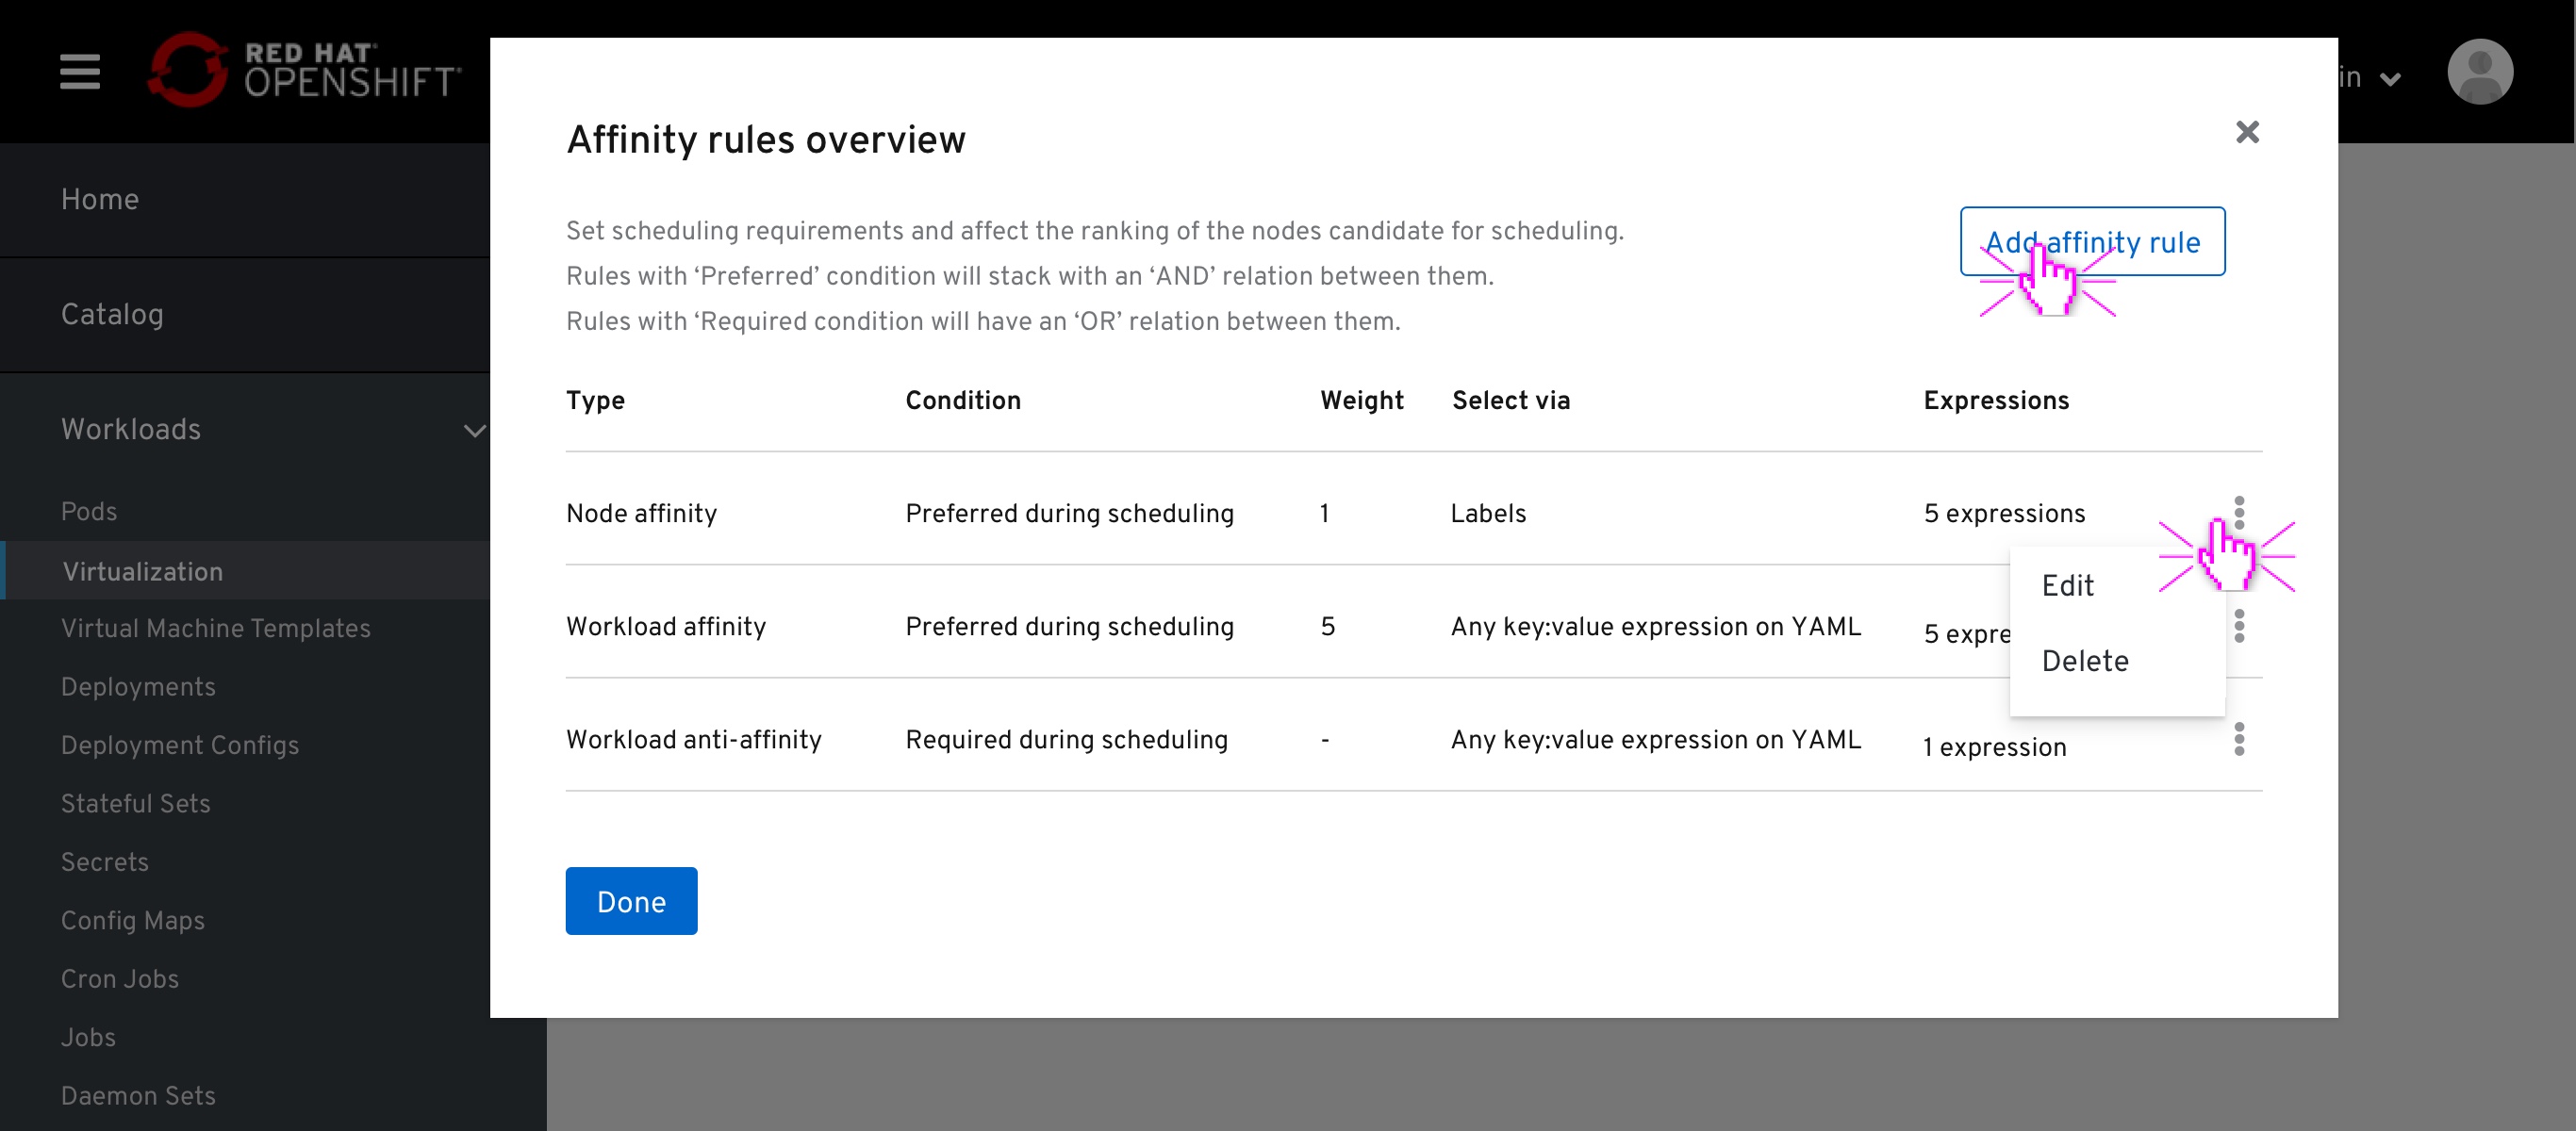 RED HAT
OPENSHIFT
in
Home
Catalog
Workloads
Pods
Virtualization
Virtual Machine Templates
Deployments
Deployment Configs
Stateful Sets
Secrets
Config Maps
Cron Jobs
Jobs
Daemon Sets
Affinity rules overview
Set scheduling requirements and affect the ranking of the nodes candidate for scheduling.
Rules with ‘Preferred’ condition will stack with an ‘AND’ relation between them.
Rules with ‘Required condition will have an ‘OR’ relation between them.
Add affinity rule
Type Condition Weight Select via Expressions
Node affinity Preferred during scheduling 1 Labels 5 expressions
Workload affinity Preferred during scheduling 5 Any key:value expression on YAML 5 expre
Workload anti-affinity Required during scheduling - Any key:value expression on YAML 1 expression
Edit
Delete
Done